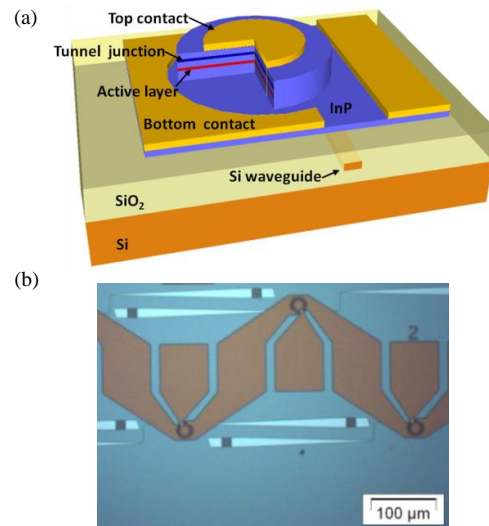 (a)
Top contact
Tunnel junction
Active layer
InP
Bottom contact
Si waveguide
SiO2
Si
(b)
2
100 µm